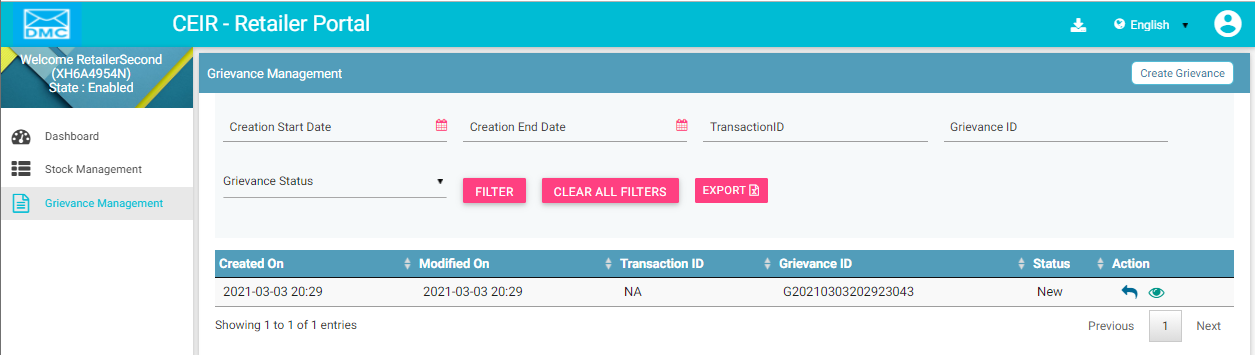 DMC
CEIR - Retailer Portal
English
Welcome RetailerSecond
(XH6A4954N)
State : Enabled
Dashboard
Stock Management
Grievance Management
Grievance Management
Create Grievance
Creation Start Date
Creation End Date
TransactionID
Grievance ID
Grievance Status
FILTER
CLEAR ALL FILTERS
EXPORT
Created On Modified On Transaction ID Grievance ID Status Action
2021-03-03 20:29 2021-03-03 20:29 NA G20210303202923043 New
Showing 1 to 1 of 1 entries
Previous 1 Next